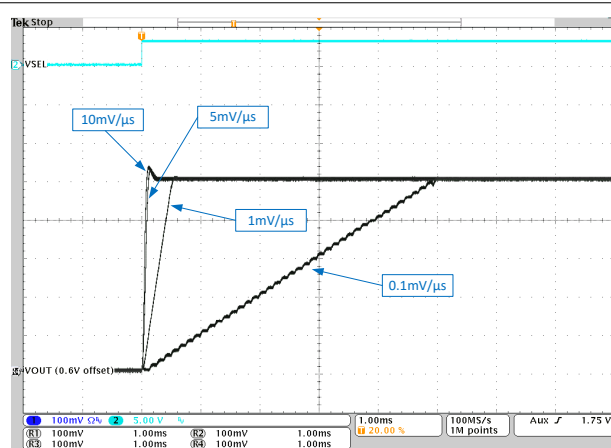 Tek Stop
T
T
2 VSEL
10mV/µs
5mV/µs
1mV/µs
0.1mV/µs
VOUT (0.6V offset)
1 100mV Ω 2 5.00 V
R1 100mV 1.00ms R2 100mV 1.00ms
R3 100mV 1.00ms R4 100mV 1.00ms
1.00ms
T 20.00 %
100MS/s
1M points
Aux 1.75 V